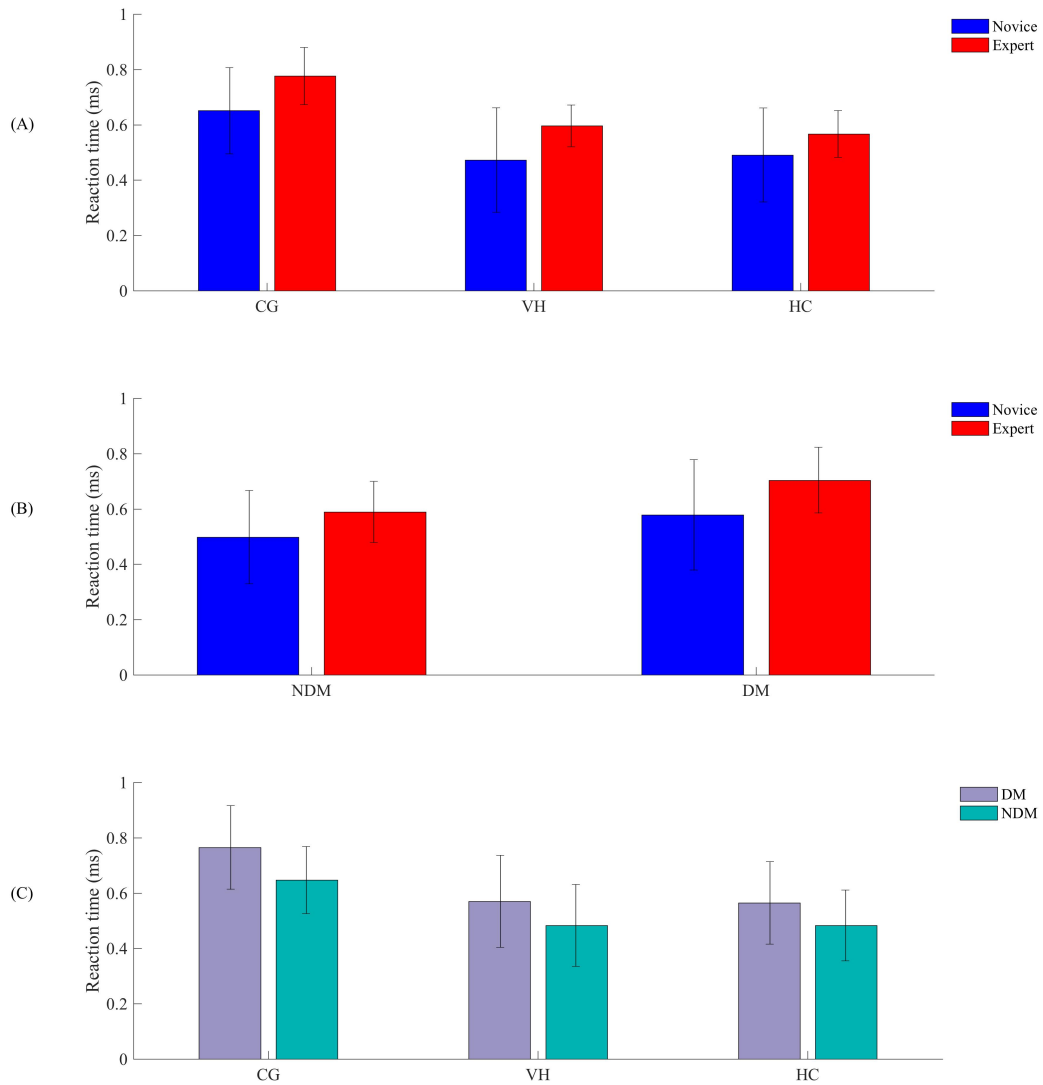 (A)
Reaction time (ms)
1
0.8
0.6
0.4
0.2
0
CG VH HC
Novice
Expert
(B)
Reaction time (ms)
1
0.8
0.6
0.4
0.2
0
NDM DM
Novice
Expert
(C)
Reaction time (ms)
1
0.8
0.6
0.4
0.2
0
CG VH HC
DM
NDM